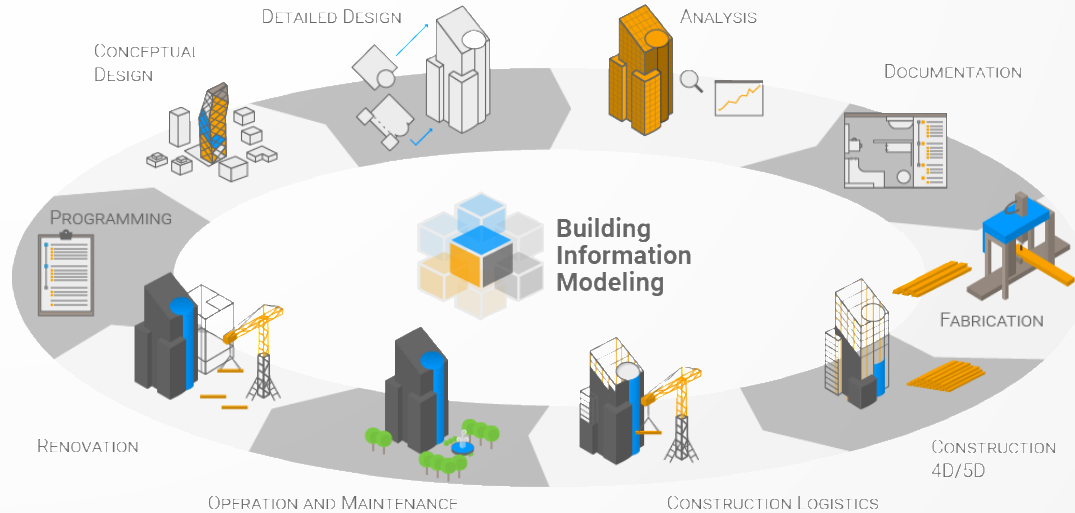 Detailed Design
Analysis
Conceptual
Design
Documentation
Programming
Building
Information
Modeling
Fabrication
Renovation
Construction
4D/5D
Operation and Maintenance
Construction Logistics